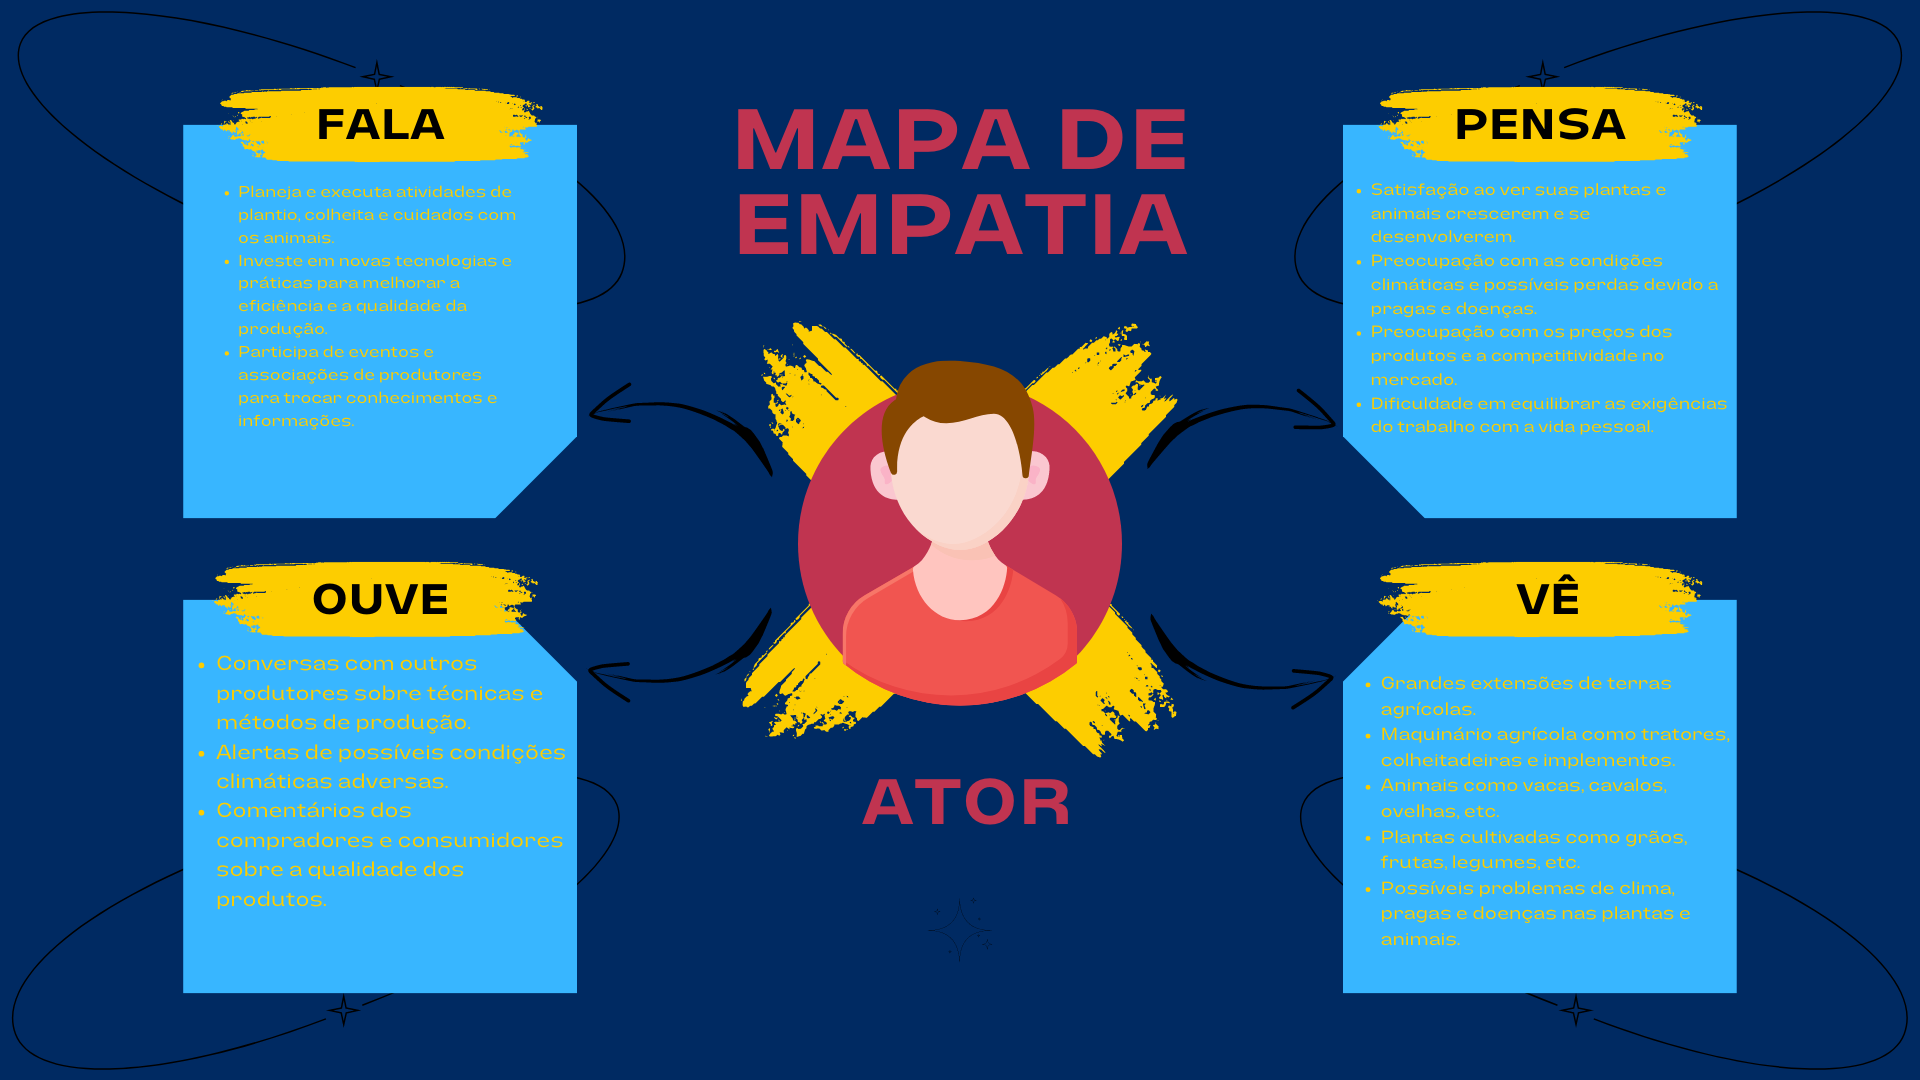 MAPA DE
EMPATIA
FALA
• Planeja e executa atividades de
plantio, colheita e cuidados com
os animais.
• Investe em novas tecnologias e
práticas para melhorar a
eficiência e a qualidade da
produção.
• Participa de eventos e
associações de produtores
para trocar conhecimentos e
informações.
PENSA
• Satisfação ao ver suas plantas e
animais crescerem e se
desenvolverem.
• Preocupação com as condições
climáticas e possíveis perdas devido a
pragas e doenças.
• Preocupação com os preços dos
produtos e a competitividade no
mercado.
• Dificuldade em equilibrar as exigências
do trabalho com a vida pessoal.
OUVE
• Conversas com outros
produtores sobre técnicas e
métodos de produção.
• Alertas de possíveis condições
climáticas adversas.
• Comentários dos
compradores e consumidores
sobre a qualidade dos
produtos.
VÊ
• Grandes extensões de terras
agrícolas.
• Maquinário agrícola como tratores,
colheitadeiras e implementos.
• Animais como vacas, cavalos,
ovelhas, etc.
• Plantas cultivadas como grãos,
frutas, legumes, etc.
• Possíveis problemas de clima,
pragas e doenças nas plantas e
animais.
ATOR